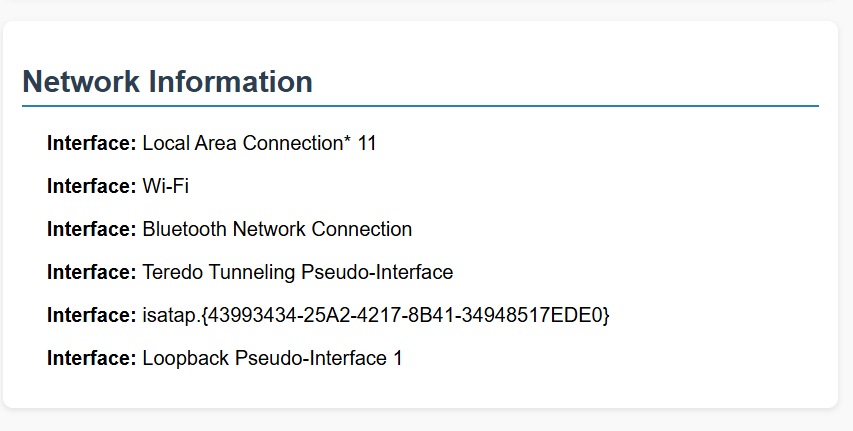 Network Information
Interface: Local Area Connection* 11
Interface: Wi-Fi
Interface: Bluetooth Network Connection
Interface: Teredo Tunneling Pseudo-Interface
Interface: isatap.{43993434-25A2-4217-8B41-34948517EDE0}
Interface: Loopback Pseudo-Interface 1